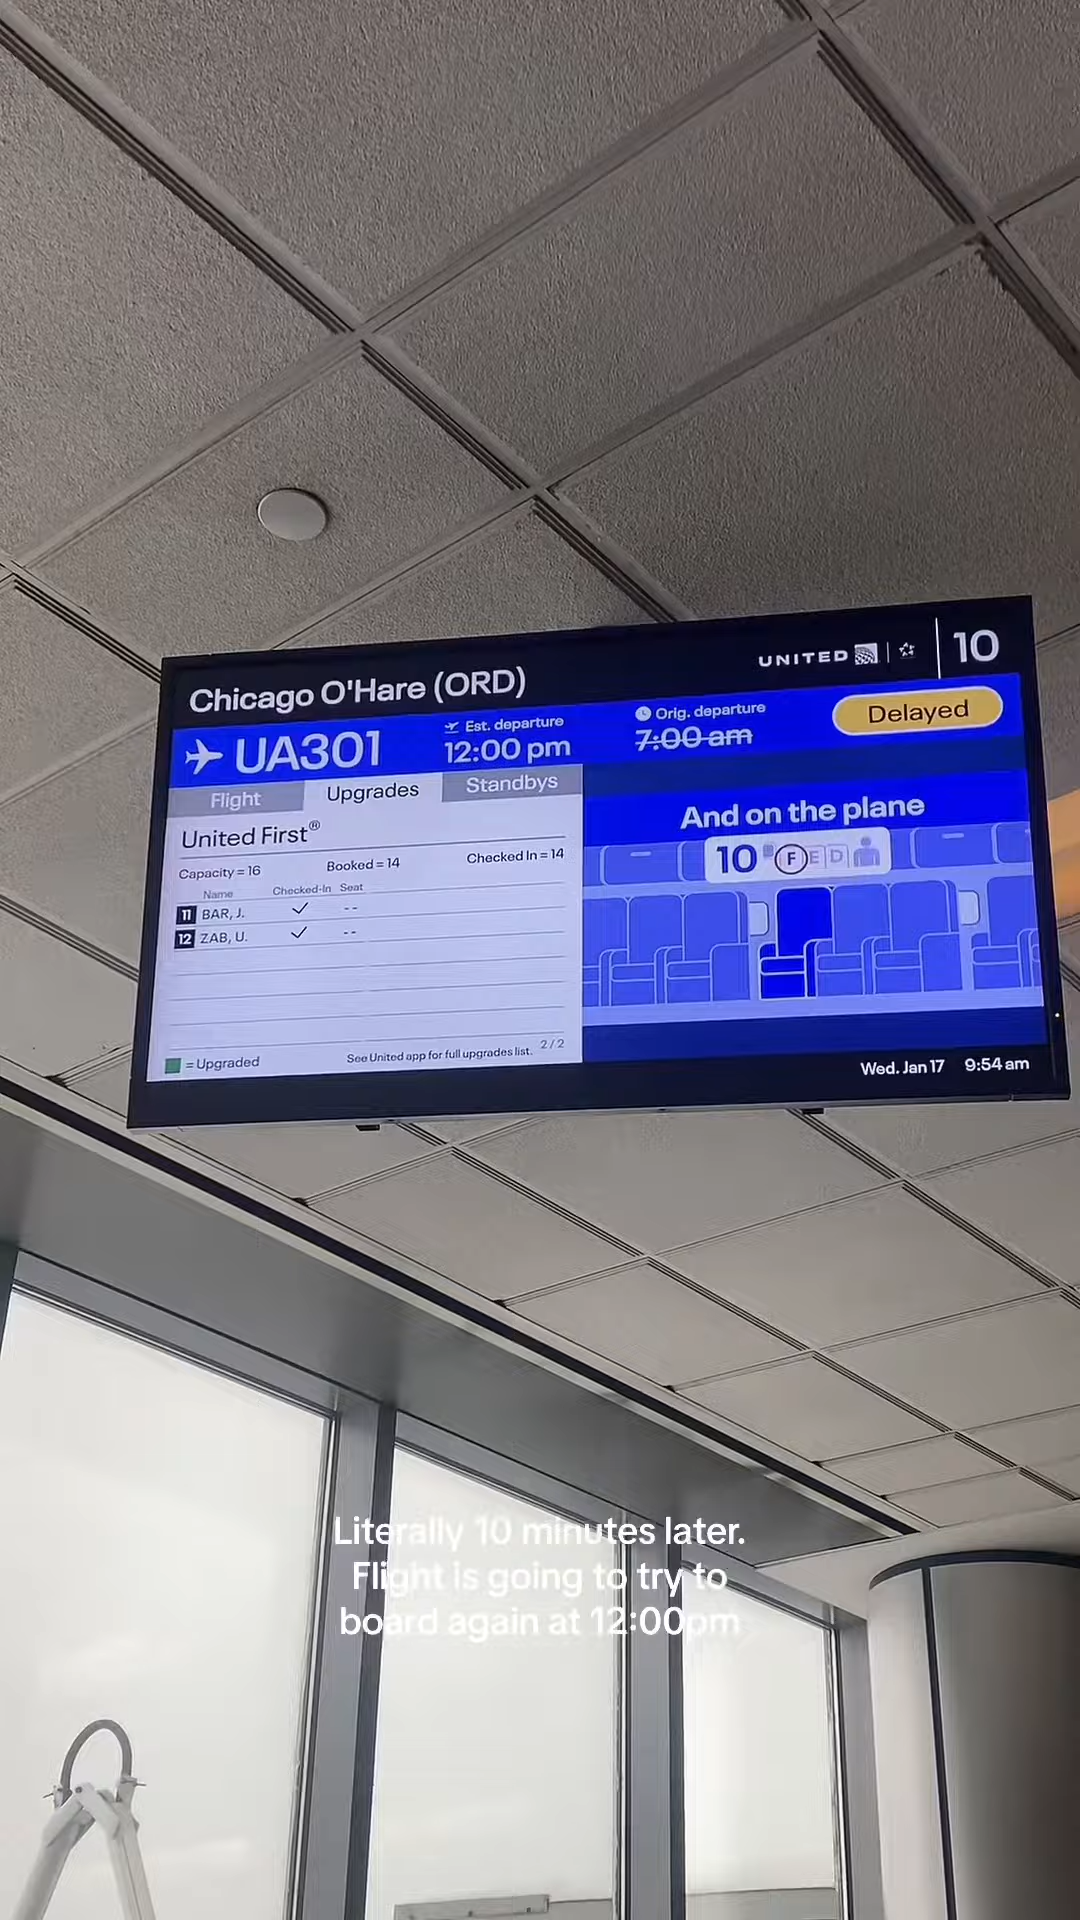 Chicago O'Hare (ORD)
UNITED
10
UA301
Est. departure
12:00 pm
Orig. departure
7:00 am
Delayed
Flight
Upgrades
Standbys
United First®
Capacity = 16
Booked = 14
Checked In = 14
Name
Checked-In
Seat
11 BAR, J. --
12 ZAB, U. --
= Upgraded
See United app for full upgrades list.
2/2
And on the plane
10 F E D
Wed. Jan 17
9:54 am
Literally 10 minutes later.
Flight is going to try to
board again at 12:00pm